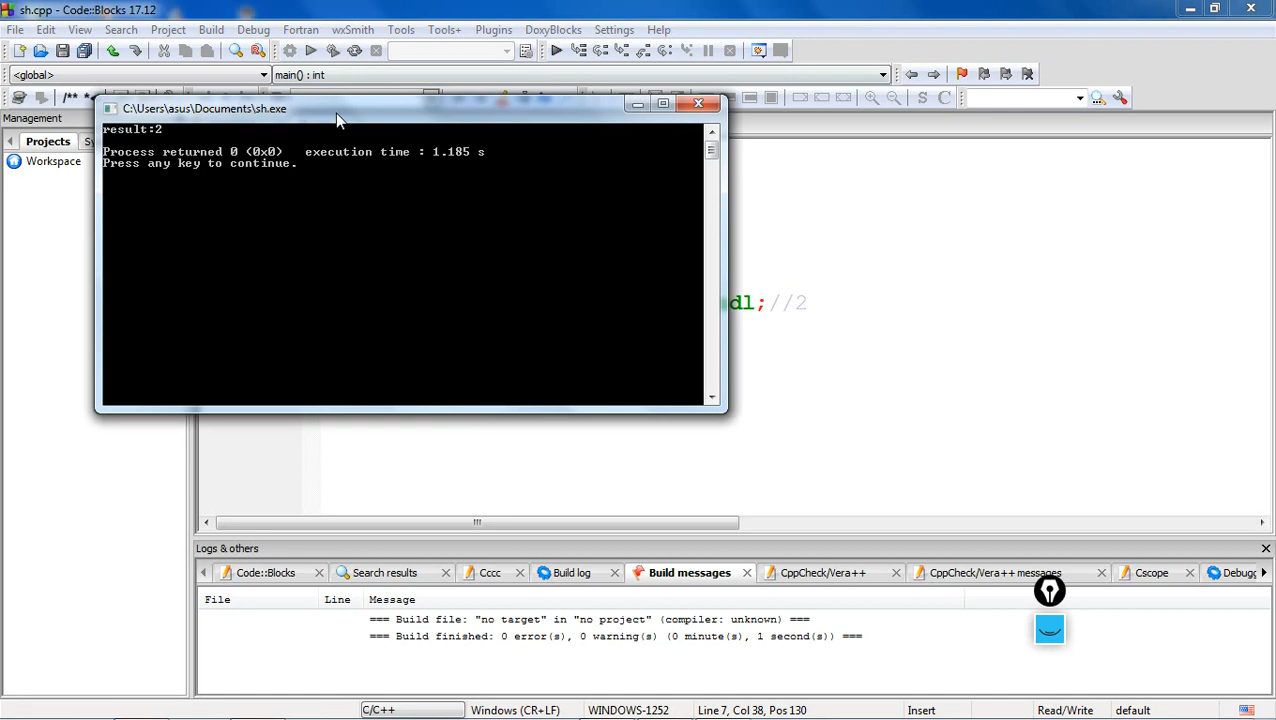 sh.cpp - Code::Blocks 17.12
File Edit View Search Project Build Debug Fortran wxSmith Tools Tools+ Plugins DoxyBlocks Settings Help
<global> main() : int
/** S C
C:\Users\asus\Documents\sh.exe
Management
result:2
Projects Sy
Process returned 0 (0x0) execution time : 1.185 s
Workspace
Press any key to continue.
dl;//2
Logs & others
Code::Blocks Search results Cccc Build log Build messages CppCheck/Vera++ CppCheck/Vera++ messages Cscope Debugg
File Line Message
=== Build file: "no target" in "no project" (compiler: unknown) ===
=== Build finished: 0 error(s), 0 warning(s) (0 minute(s), 1 second(s)) ===
C/C++ Windows (CR+LF) WINDOWS-1252 Line 7, Col 38, Pos 130 Insert Read/Write default